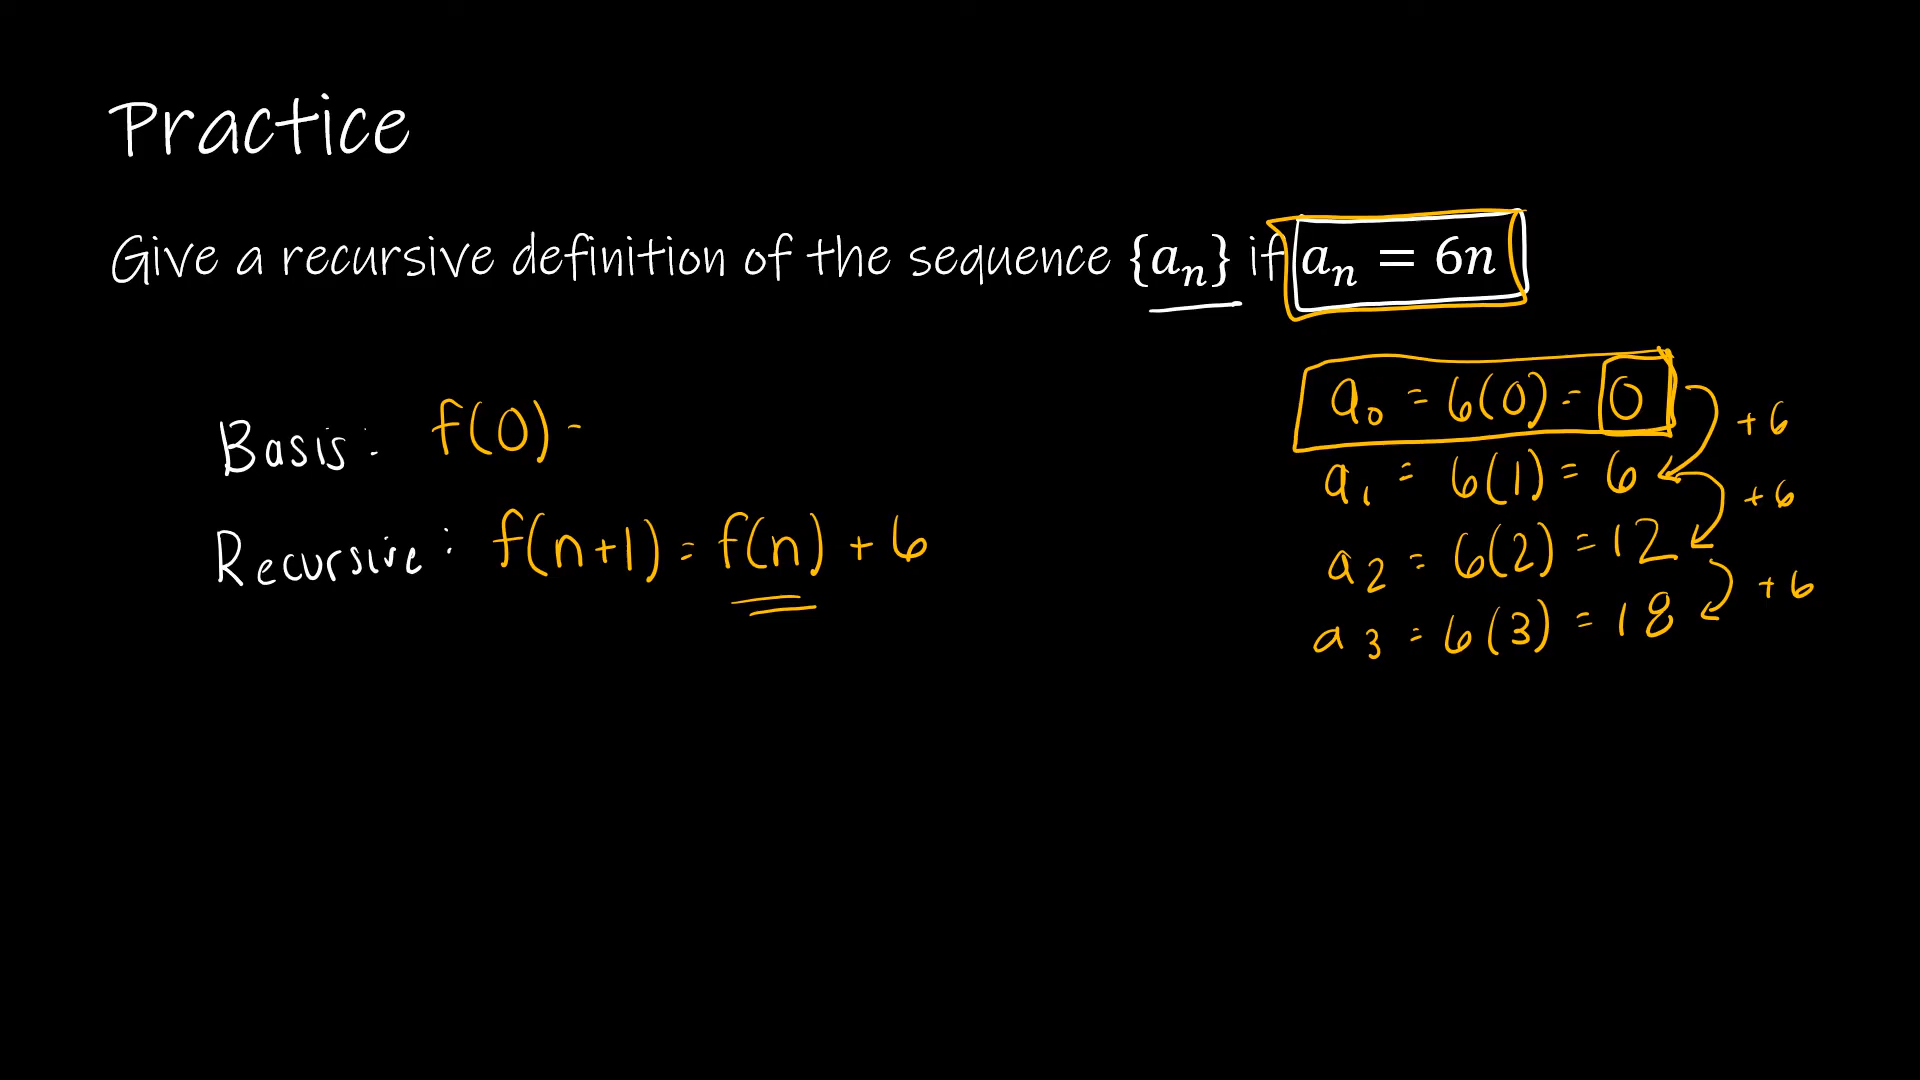 Practice
Give a recursive definition of the sequence {aₙ} if aₙ = 6n
Basis: f(0) =
Recursive: f(n+1) = f(n) + 6
a₀ = 6(0) = 0
+6
a₁ = 6(1) = 6
+6
a₂ = 6(2) = 12
+6
a₃ = 6(3) = 18